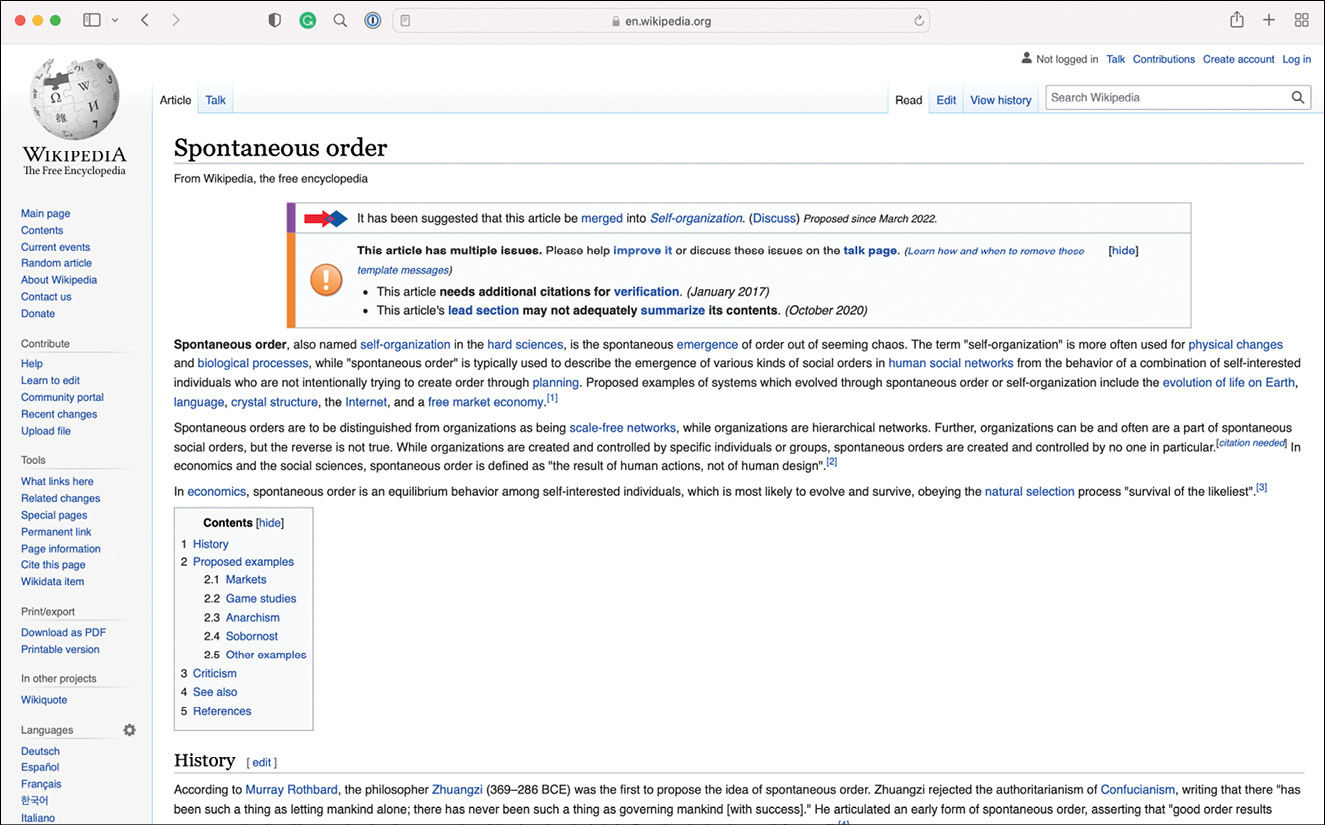 en.wikipedia.org
Not logged in Talk Contributions Create account Log in
Article Talk Read Edit View history Search Wikipedia
WIKIPEDIA
The Free Encyclopedia
Main page
Contents
Current events
Random article
About Wikipedia
Contact us
Donate
Contribute
Help
Learn to edit
Community portal
Recent changes
Upload file
Tools
What links here
Related changes
Special pages
Permanent link
Page information
Cite this page
Wikidata item
Print/export
Download as PDF
Printable version
In other projects
Wikiquote
Languages
Deutsch
Español
Français
한국어
Italiano
Spontaneous order
From Wikipedia, the free encyclopedia
It has been suggested that this article be merged into Self-organization. (Discuss) Proposed since March 2022.
This article has multiple issues. Please help improve it or discuss these issues on the talk page. (Learn how and when to remove these [hide]
template messages)
• This article needs additional citations for verification. (January 2017)
• This article's lead section may not adequately summarize its contents. (October 2020)
Spontaneous order, also named self-organization in the hard sciences, is the spontaneous emergence of order out of seeming chaos. The term "self-organization" is more often used for physical changes
and biological processes, while "spontaneous order" is typically used to describe the emergence of various kinds of social orders in human social networks from the behavior of a combination of self-interested
individuals who are not intentionally trying to create order through planning. Proposed examples of systems which evolved through spontaneous order or self-organization include the evolution of life on Earth,
language, crystal structure, the Internet, and a free market economy.[1]
Spontaneous orders are to be distinguished from organizations as being scale-free networks, while organizations are hierarchical networks. Further, organizations can be and often are a part of spontaneous
social orders, but the reverse is not true. While organizations are created and controlled by specific individuals or groups, spontaneous orders are created and controlled by no one in particular.[citation needed] In
economics and the social sciences, spontaneous order is defined as "the result of human actions, not of human design".[2]
In economics, spontaneous order is an equilibrium behavior among self-interested individuals, which is most likely to evolve and survive, obeying the natural selection process "survival of the likeliest".[3]
Contents [hide]
1 History
2 Proposed examples
2.1 Markets
2.2 Game studies
2.3 Anarchism
2.4 Sobornost
2.5 Other examples
3 Criticism
4 See also
5 References
History [ edit ]
According to Murray Rothbard, the philosopher Zhuangzi (369–286 BCE) was the first to propose the idea of spontaneous order. Zhuangzi rejected the authoritarianism of Confucianism, writing that there "has
been such a thing as letting mankind alone; there has never been such a thing as governing mankind [with success]." He articulated an early form of spontaneous order, asserting that "good order results